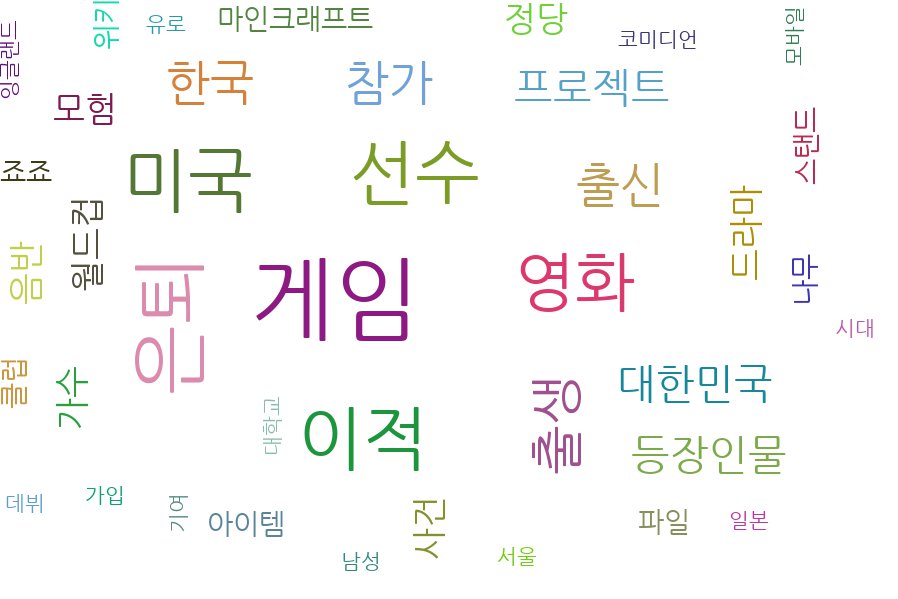 위키
유로
마인크래프트
정당
코미디언
모바일
잉글랜드
한국
참가
프로젝트
모험
스탠드
죠죠
미국
선수
출신
월드컵
드라마
음반
은퇴
게임
영화
나무
시대
클럽
가수
대학교
이적
출생
대한민국
등장인물
데뷔
가입
기여
아이템
사건
파일
일본
남성
서울